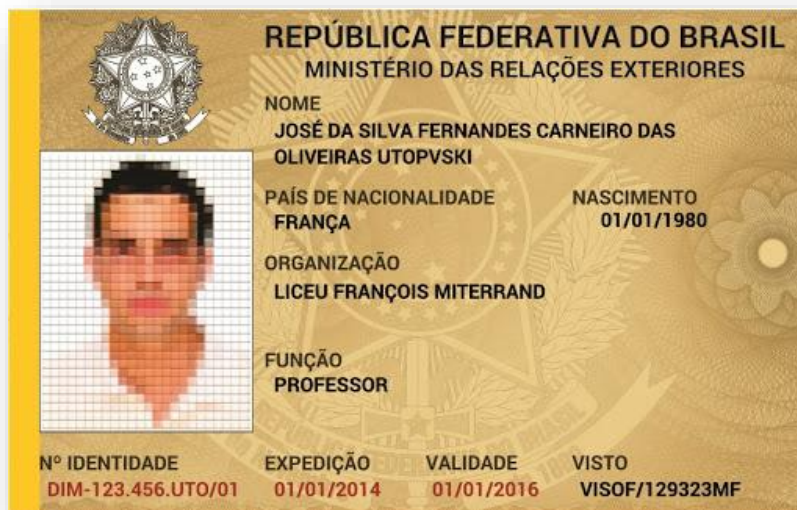 REPÚBLICA FEDERATIVA DO BRASIL
MINISTÉRIO DAS RELAÇÕES EXTERIORES
NOME
JOSÉ DA SILVA FERNANDES CARNEIRO DAS
OLIVEIRAS UTOPVSKI
PAÍS DE NACIONALIDADE NASCIMENTO
FRANÇA 01/01/1980
ORGANIZAÇÃO
LICEU FRANÇOIS MITERRAND
FUNÇÃO
PROFESSOR
Nº IDENTIDADE EXPEDIÇÃO VALIDADE VISTO
DIM-123.456.UTO/01 01/01/2014 01/01/2016 VISOF/129323MF